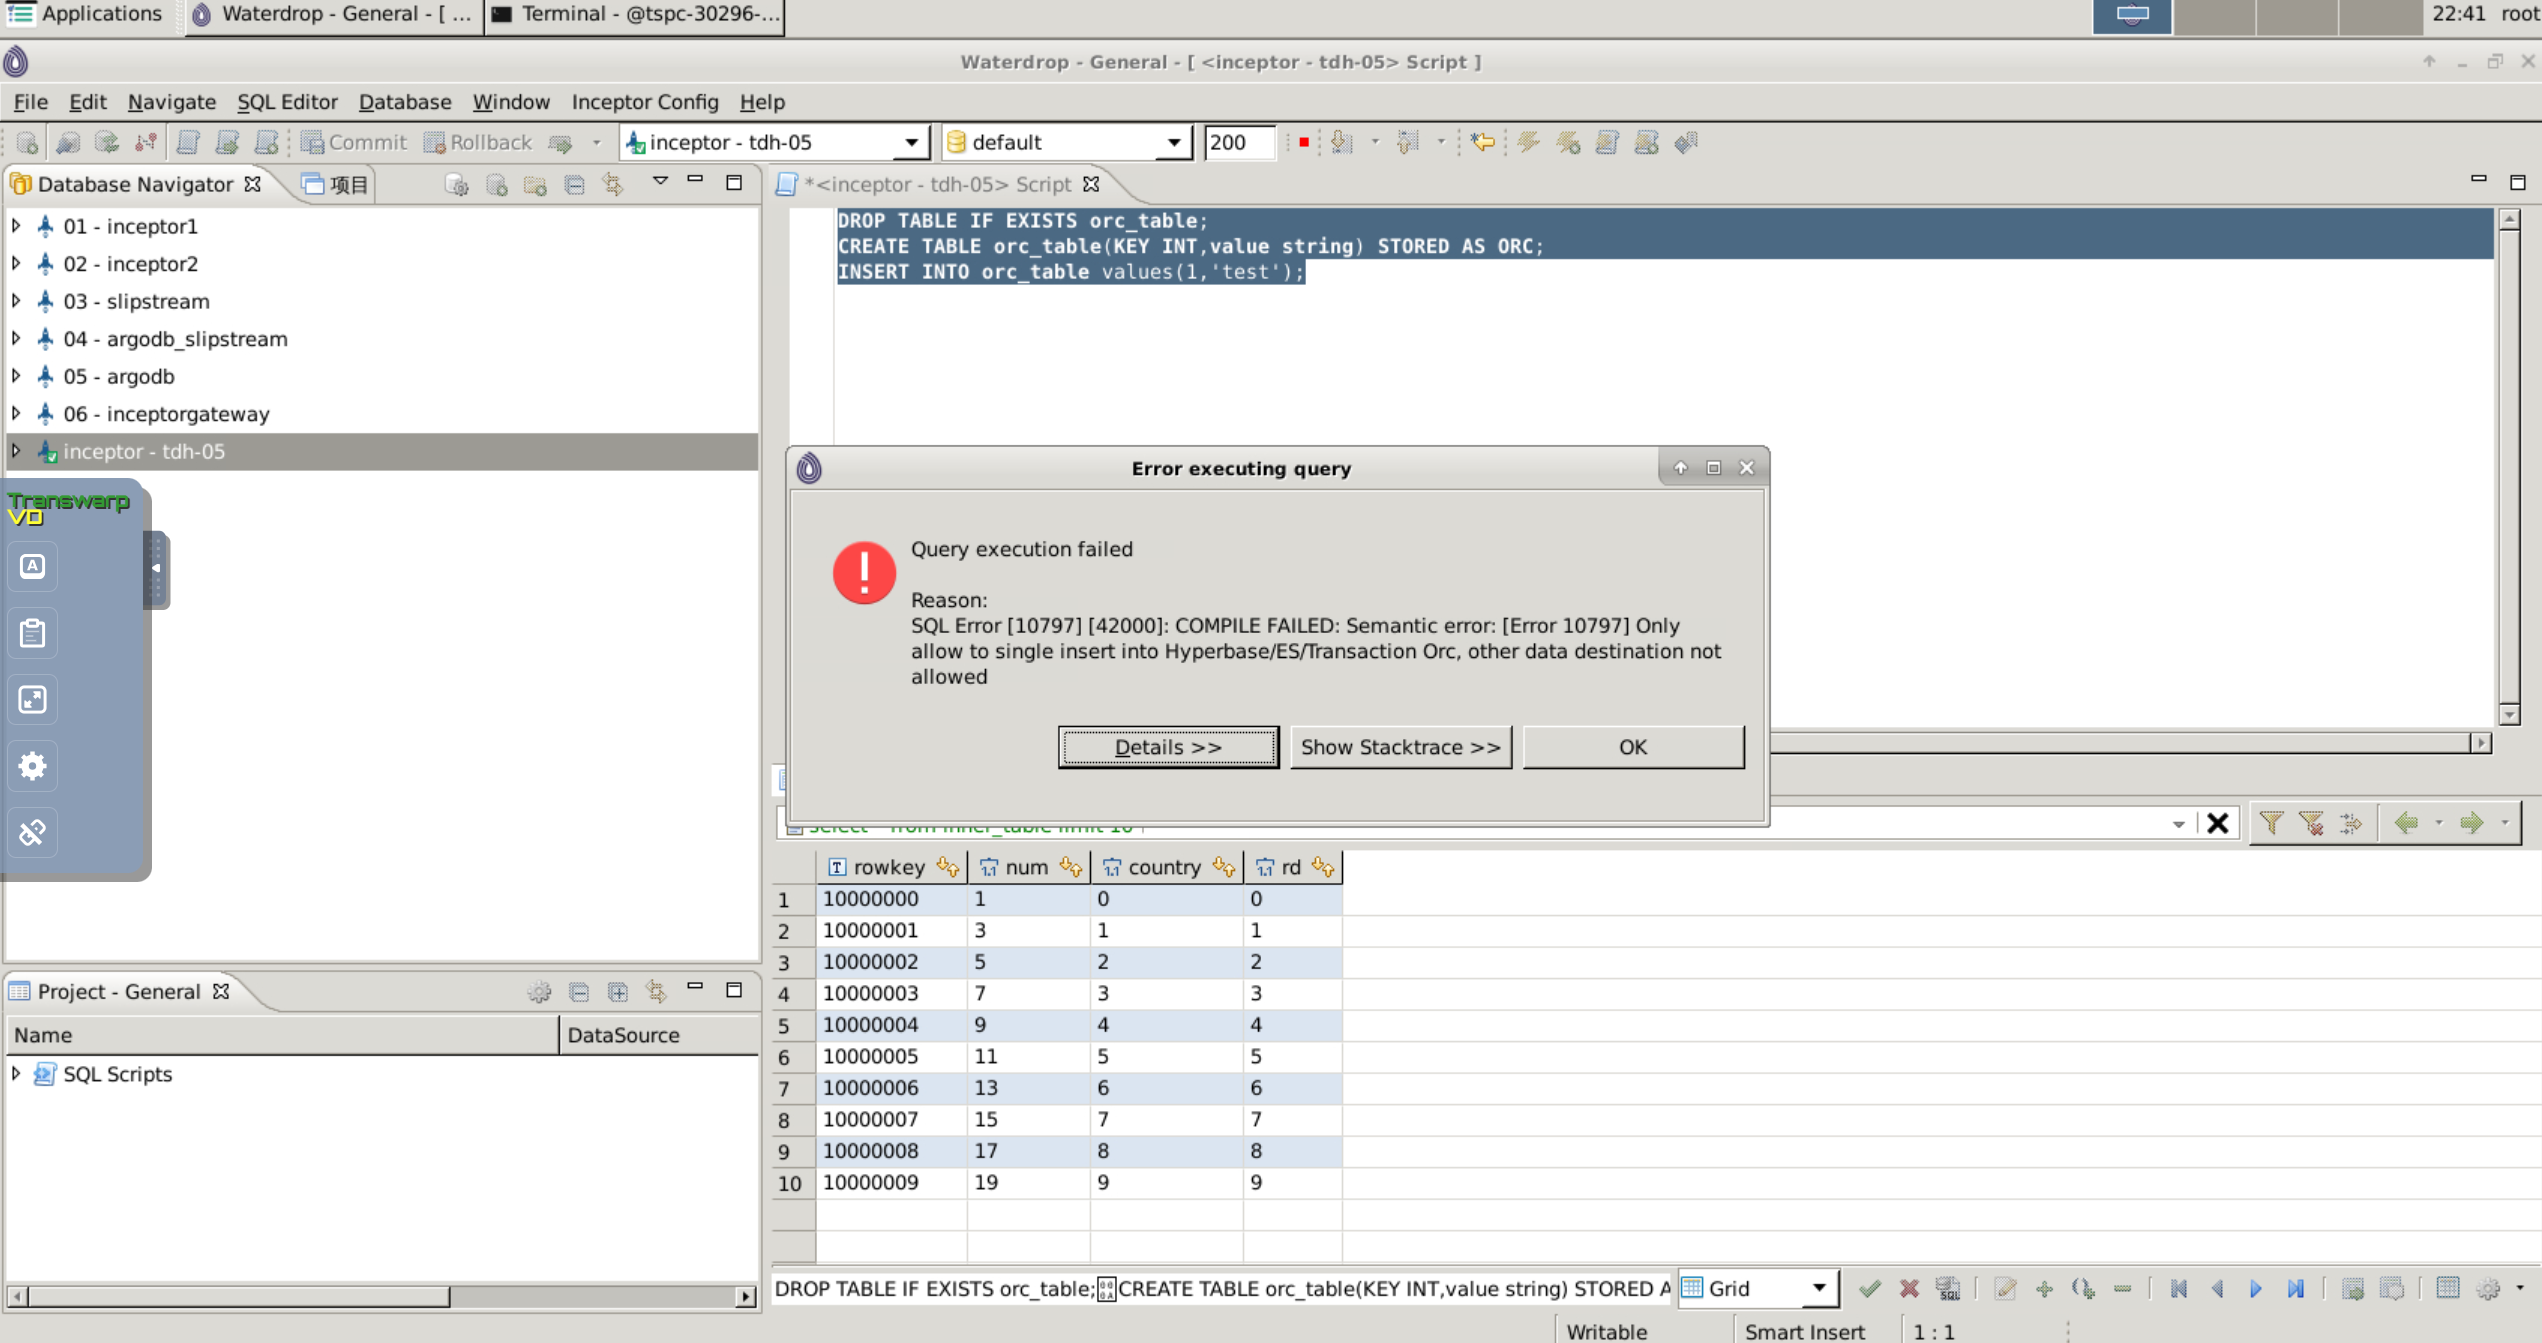 Applications
Waterdrop - General - [ ...
Terminal - @tspc-30296-...
22:41 root
Waterdrop - General - [ <inceptor - tdh-05> Script ]
File Edit Navigate SQL Editor Database Window Inceptor Config Help
Commit Rollback inceptor - tdh-05 default 200
Database Navigator 项目
*<inceptor - tdh-05> Script
01 - inceptor1
02 - inceptor2
03 - slipstream
04 - argodb_slipstream
05 - argodb
06 - inceptorgateway
inceptor - tdh-05
Transwarp
VD
A
DROP TABLE IF EXISTS orc_table;
CREATE TABLE orc_table(KEY INT,value string) STORED AS ORC;
INSERT INTO orc_table values(1,'test');
Error executing query
Query execution failed
Reason:
SQL Error [10797] [42000]: COMPILE FAILED: Semantic error: [Error 10797] Only
allow to single insert into Hyperbase/ES/Transaction Orc, other data destination not
allowed
Details >> Show Stacktrace >> OK
select * from inner_table limit 10
rowkey num country rd
1 10000000 1 0 0
2 10000001 3 1 1
3 10000002 5 2 2
4 10000003 7 3 3
5 10000004 9 4 4
6 10000005 11 5 5
7 10000006 13 6 6
8 10000007 15 7 7
9 10000008 17 8 8
10 10000009 19 9 9
Project - General
Name DataSource
SQL Scripts
DROP TABLE IF EXISTS orc_table; CREATE TABLE orc_table(KEY INT,value string) STORED A
Grid
Writable Smart Insert 1 : 1